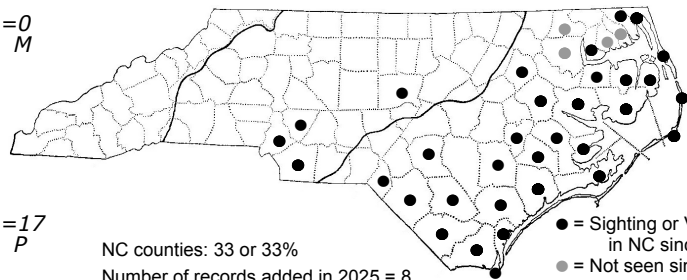 =0
M
=17
P
NC counties: 33 or 33%
Number of records added in 2025 = 8
= Sighting or
in NC sinc
= Not seen si